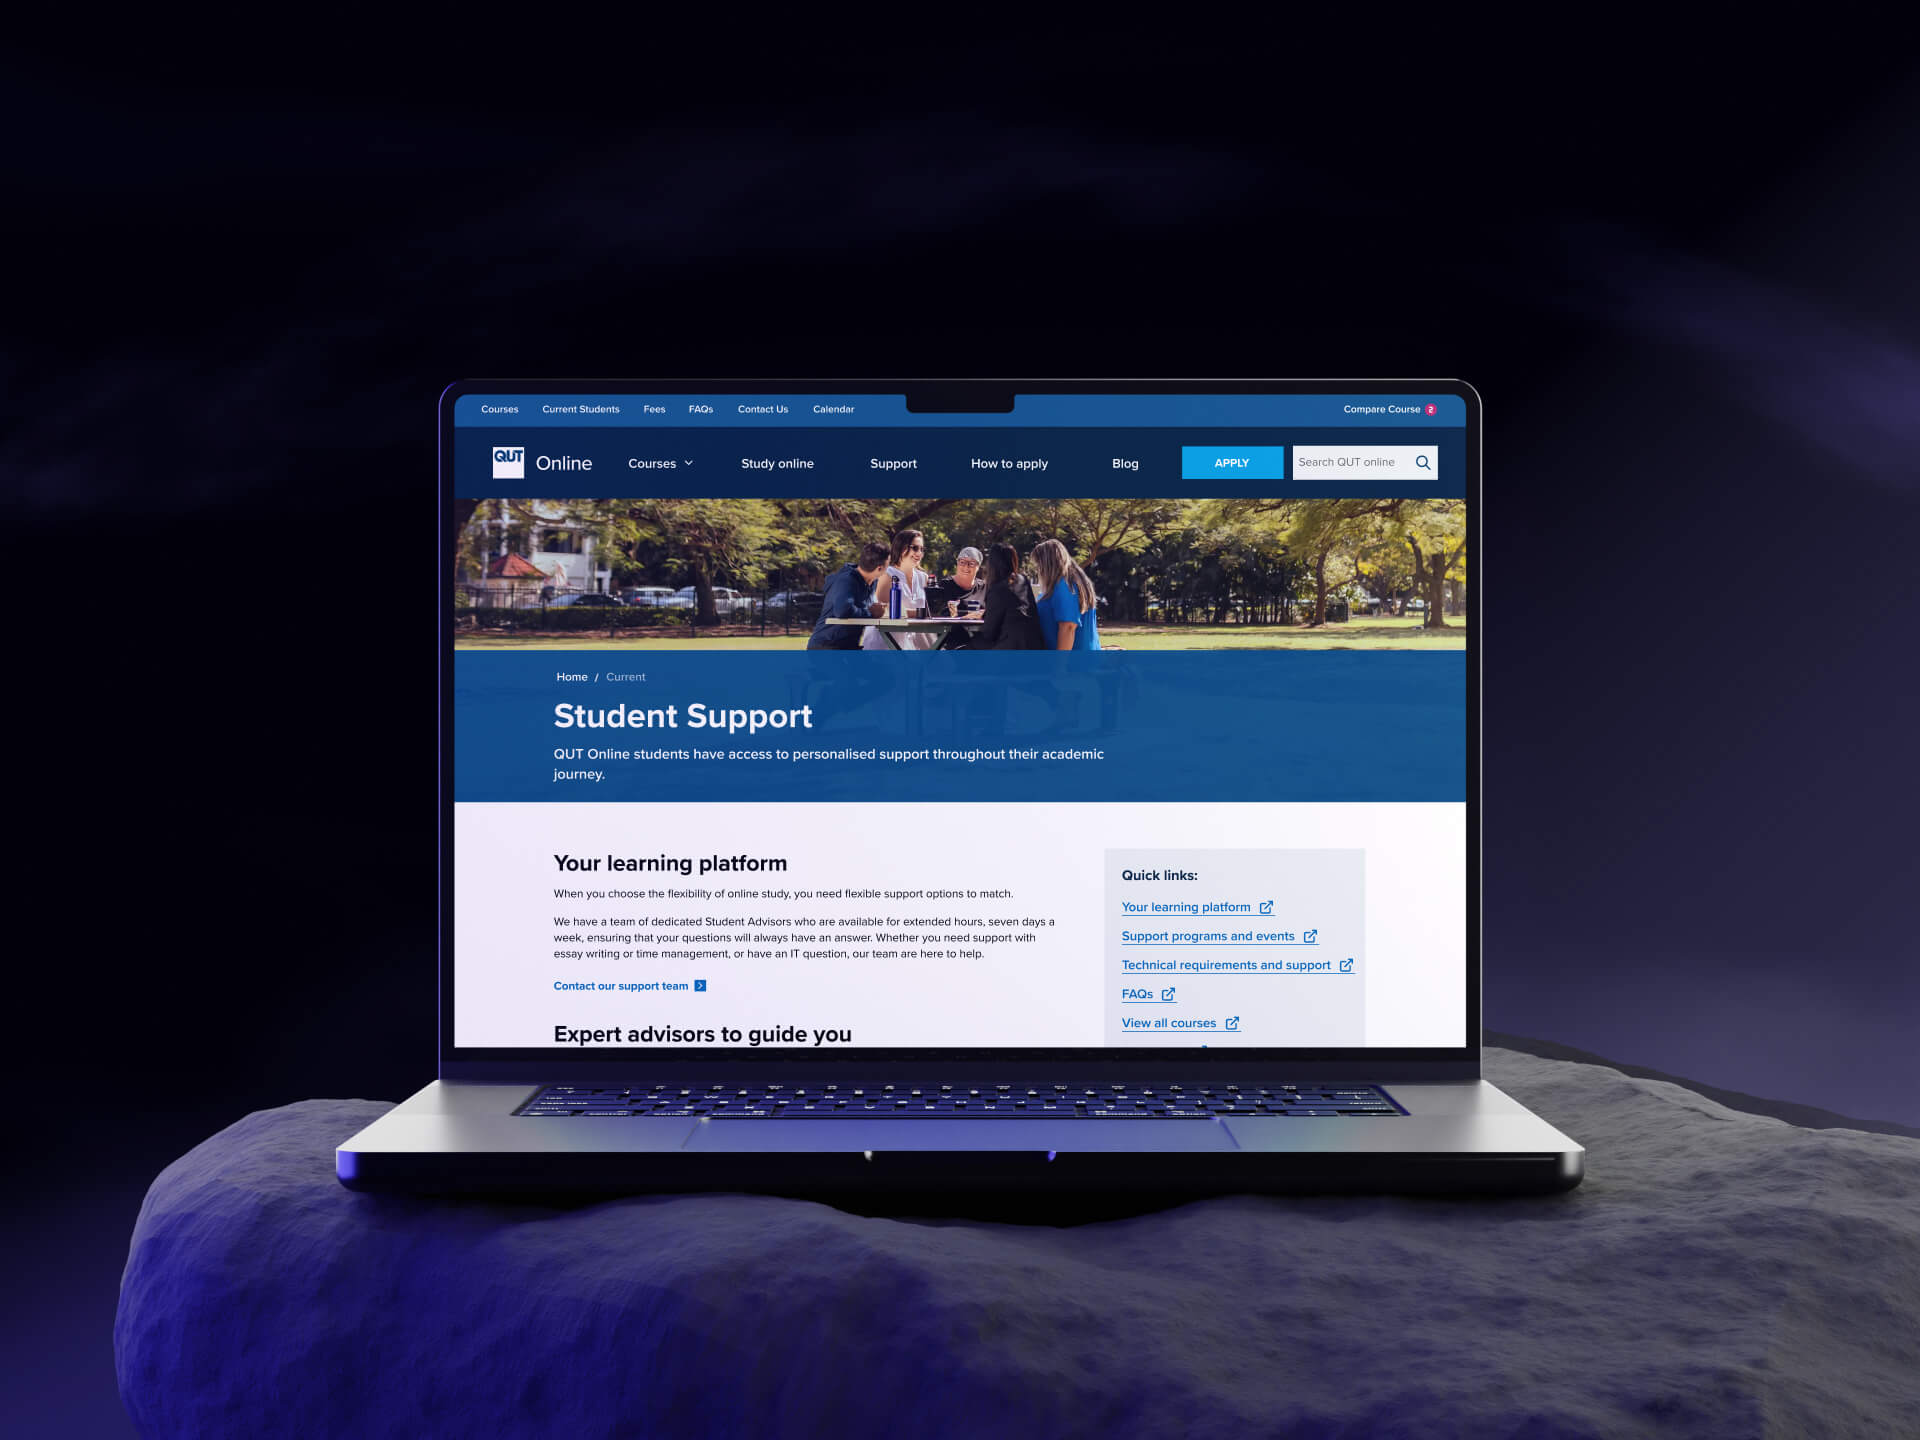 Courses Current Students Fees FAQs Contact Us Calendar Compare Course 2
QUT Online Courses Study online Support How to apply Blog APPLY Search QUT online
Home / Current
Student Support
QUT Online students have access to personalised support throughout their academic
journey.
Your learning platform
When you choose the flexibility of online study, you need flexible support options to match.
We have a team of dedicated Student Advisors who are available for extended hours, seven days a
week, ensuring that your questions will always have an answer. Whether you need support with
essay writing or time management, or have an IT question, our team are here to help.
Contact our support team
Expert advisors to guide you
Quick links:
Your learning platform
Support programs and events
Technical requirements and support
FAQs
View all courses